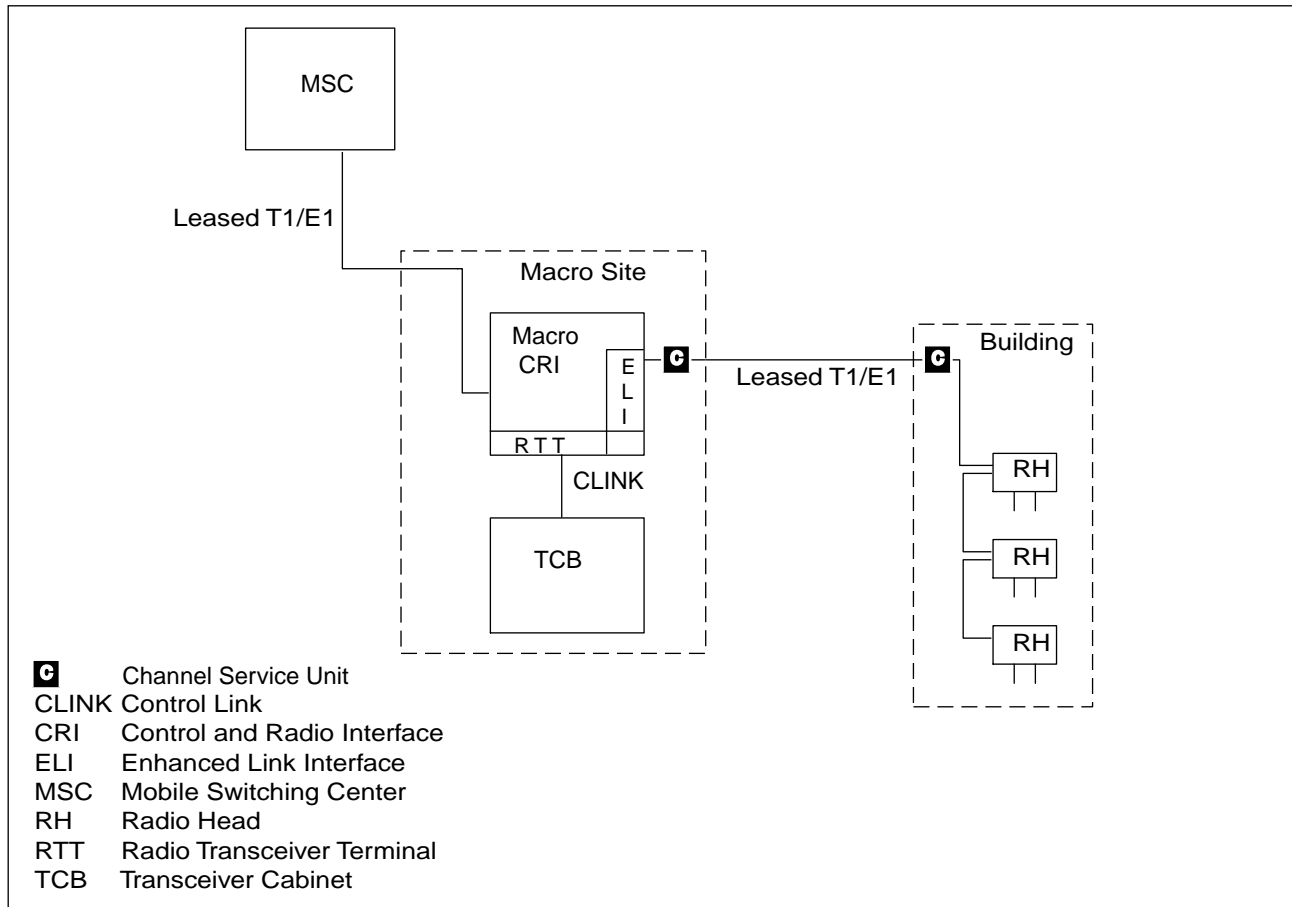 MSC
Leased T1/E1
Macro Site
Macro
CRI
E
L
I
R T T
C
Leased T1/E1
C
Building
CLINK
TCB
RH
RH
RH
C Channel Service Unit
CLINK Control Link
CRI Control and Radio Interface
ELI Enhanced Link Interface
MSC Mobile Switching Center
RH Radio Head
RTT Radio Transceiver Terminal
TCB Transceiver Cabinet